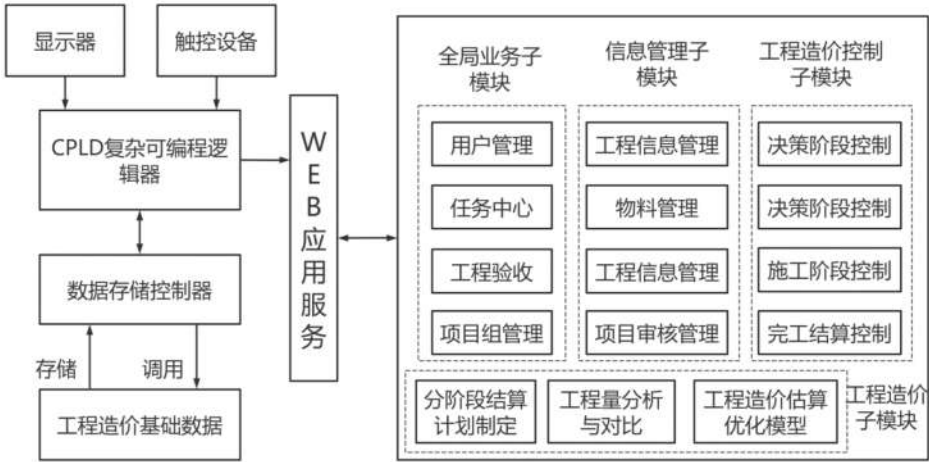 显示器
触控设备
CPLD复杂可编程逻
辑器
数据存储控制器
存储
调用
工程造价基础数据
WEB应用服务
全局业务子
模块
用户管理
任务中心
工程验收
项目组管理
信息管理子
模块
工程信息管理
物料管理
工程信息管理
项目审核管理
工程造价控制
子模块
决策阶段控制
决策阶段控制
施工阶段控制
完工结算控制
分阶段结算
计划制定
工程量分析
与对比
工程造价估算
优化模型
工程造价
子模块